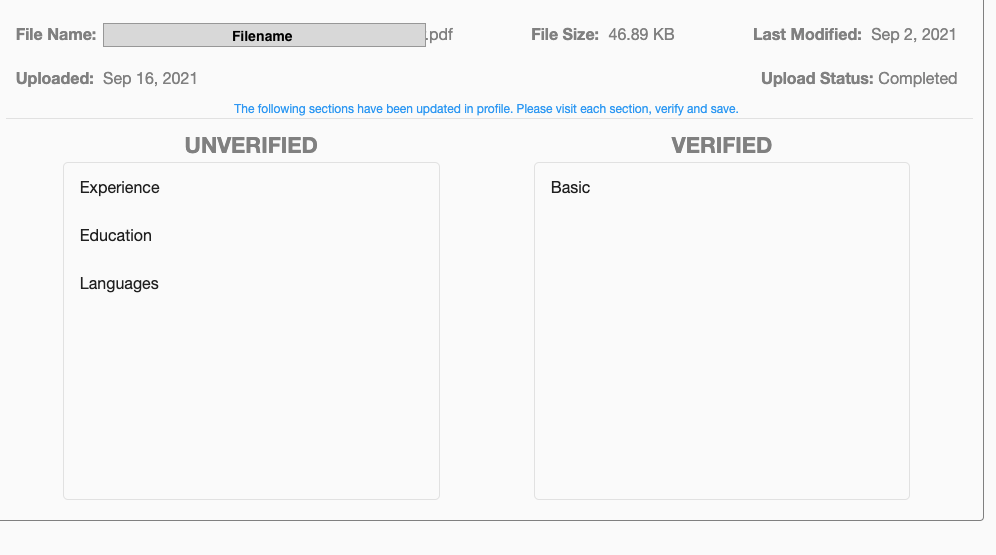 File Name: Filename .pdf File Size: 46.89 KB Last Modified: Sep 2, 2021
Uploaded: Sep 16, 2021 Upload Status: Completed
The following sections have been updated in profile. Please visit each section, verify and save.
UNVERIFIED VERIFIED
Experience Basic
Education
Languages